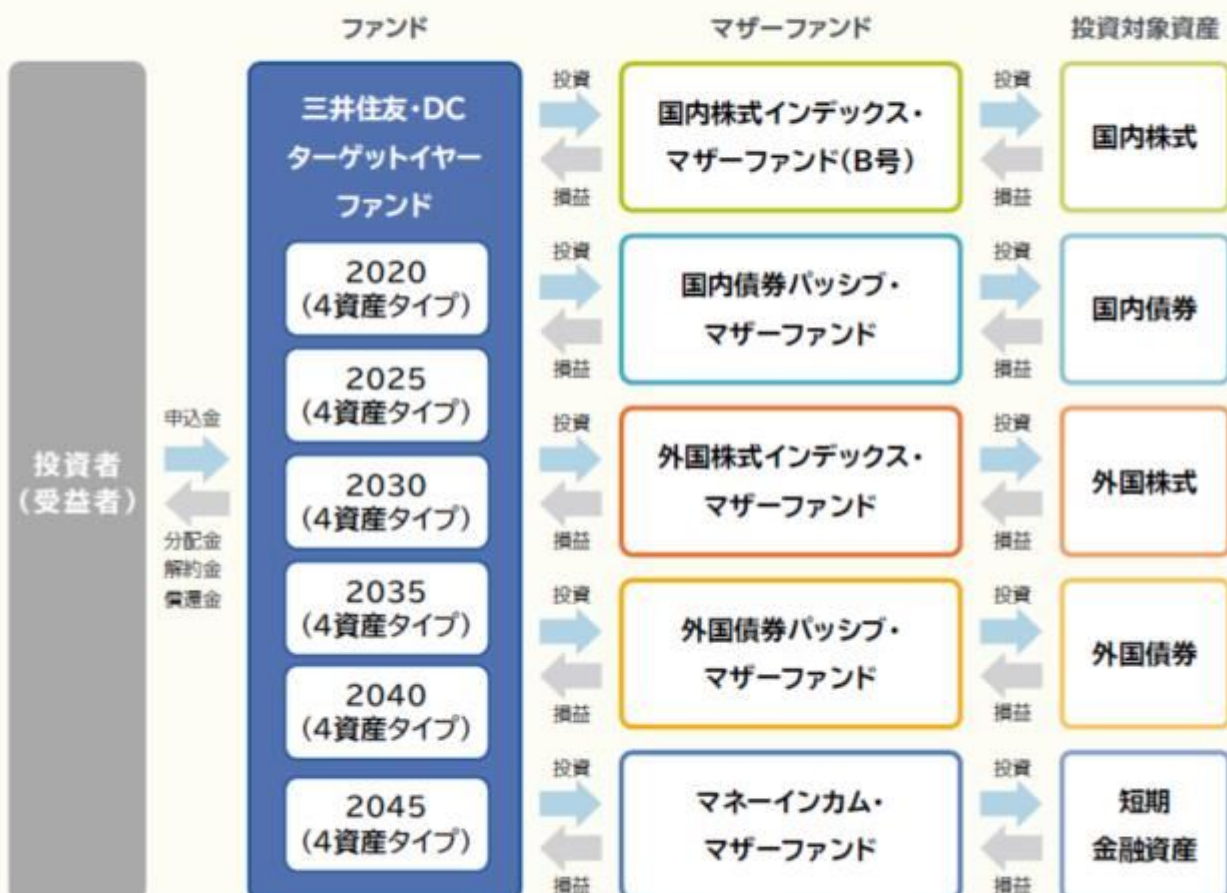 ファンド
マザーファンド
投資対象資産
投資者
(受益者)
申込金
分配金
解約金
償還金
三井住友・DC
ターゲットイヤー
ファンド
2020
(4資産タイプ)
2025
(4資産タイプ)
2030
(4資産タイプ)
2035
(4資産タイプ)
2040
(4資産タイプ)
2045
(4資産タイプ)
投資
損益
国内株式インデックス・
マザーファンド(B号)
投資
損益
国内株式
投資
損益
国内債券パッシブ・
マザーファンド
投資
損益
国内債券
投資
損益
外国株式インデックス・
マザーファンド
投資
損益
外国株式
投資
損益
外国債券パッシブ・
マザーファンド
投資
損益
外国債券
投資
損益
マネーインカム・
マザーファンド
投資
損益
短期
金融資産